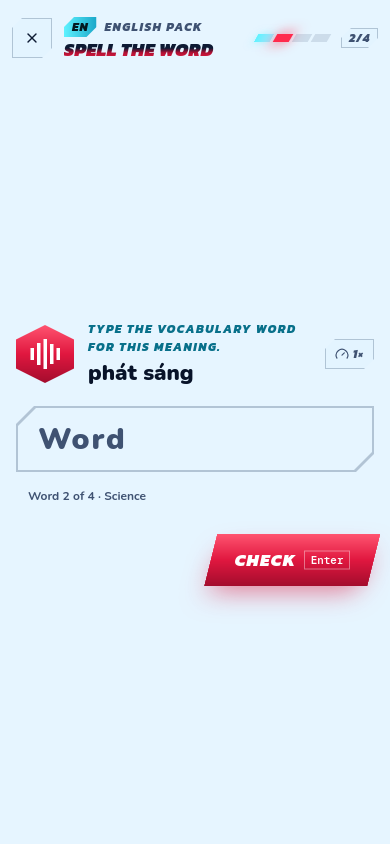 EN ENGLISH PACK
SPELL THE WORD
2/4
TYPE THE VOCABULARY WORD
FOR THIS MEANING.
phát sáng
1×
Word
Word 2 of 4 · Science
CHECK Enter